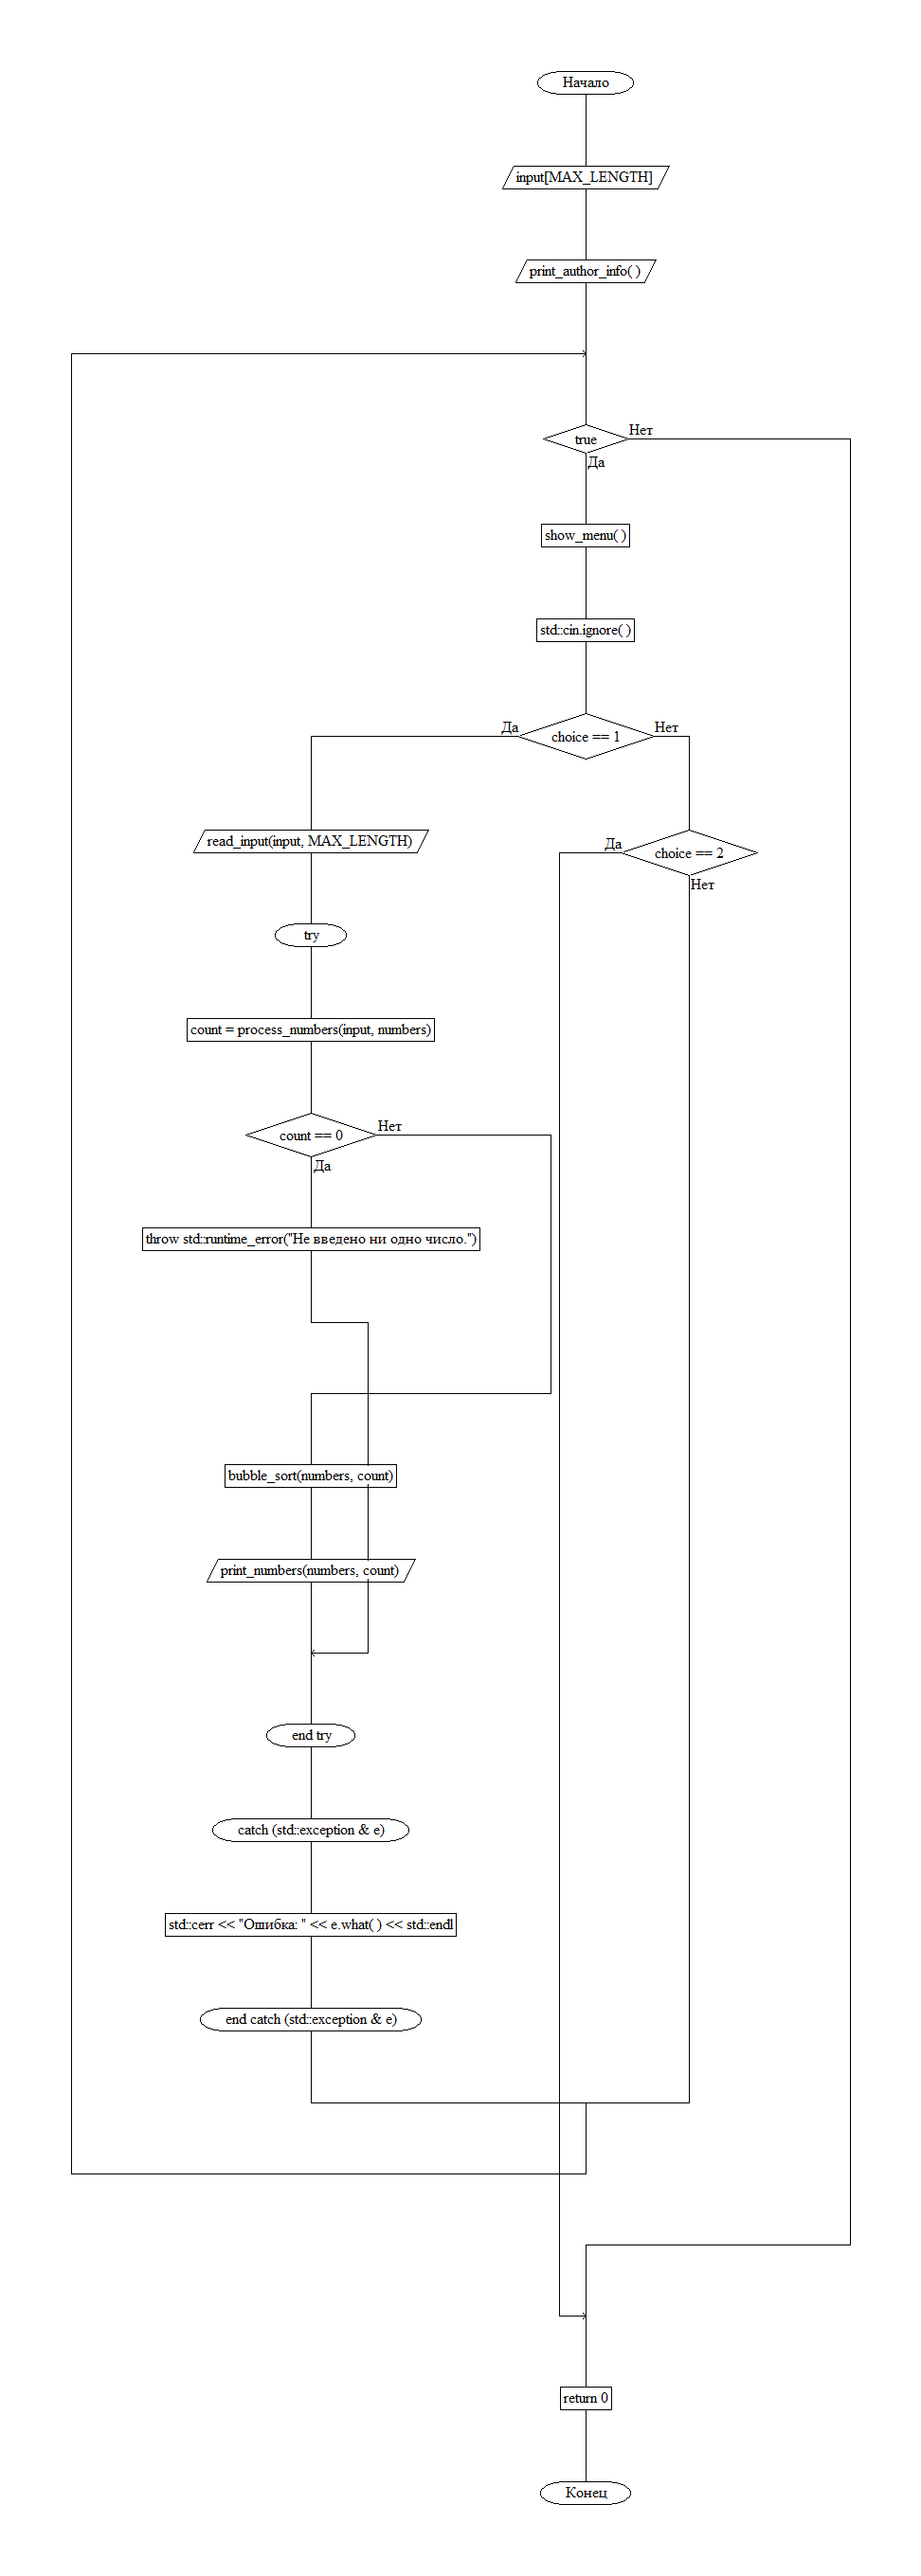 Начало
input[MAX_LENGTH]
print_author_info( )
true
Нет
Да
show_menu( )
std::cin.ignore( )
Да
choice == 1
Нет
read_input(input, MAX_LENGTH)
Да
choice == 2
Нет
try
count = process_numbers(input, numbers)
count == 0
Нет
Да
throw std::runtime_error("Не введено ни одно число.")
bubble_sort(numbers, count)
print_numbers(numbers, count)
end try
catch (std::exception & e)
std::cerr << "Ошибка: " << e.what( ) << std::endl
end catch (std::exception & e)
return 0
Конец